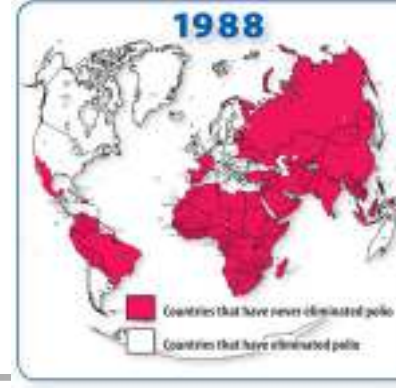 1988
Countries that have never eliminated polio
Countries that have eliminated polio